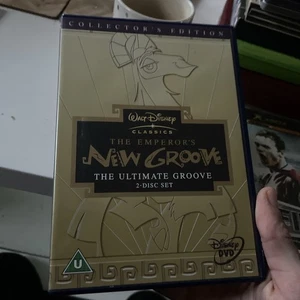 COLLECTOR'S EDITION
WALT DISNEY
CLASSICS
THE EMPEROR'S
NEW GROOVE
THE ULTIMATE GROOVE
2-DISC SET
U
Disney
DVD